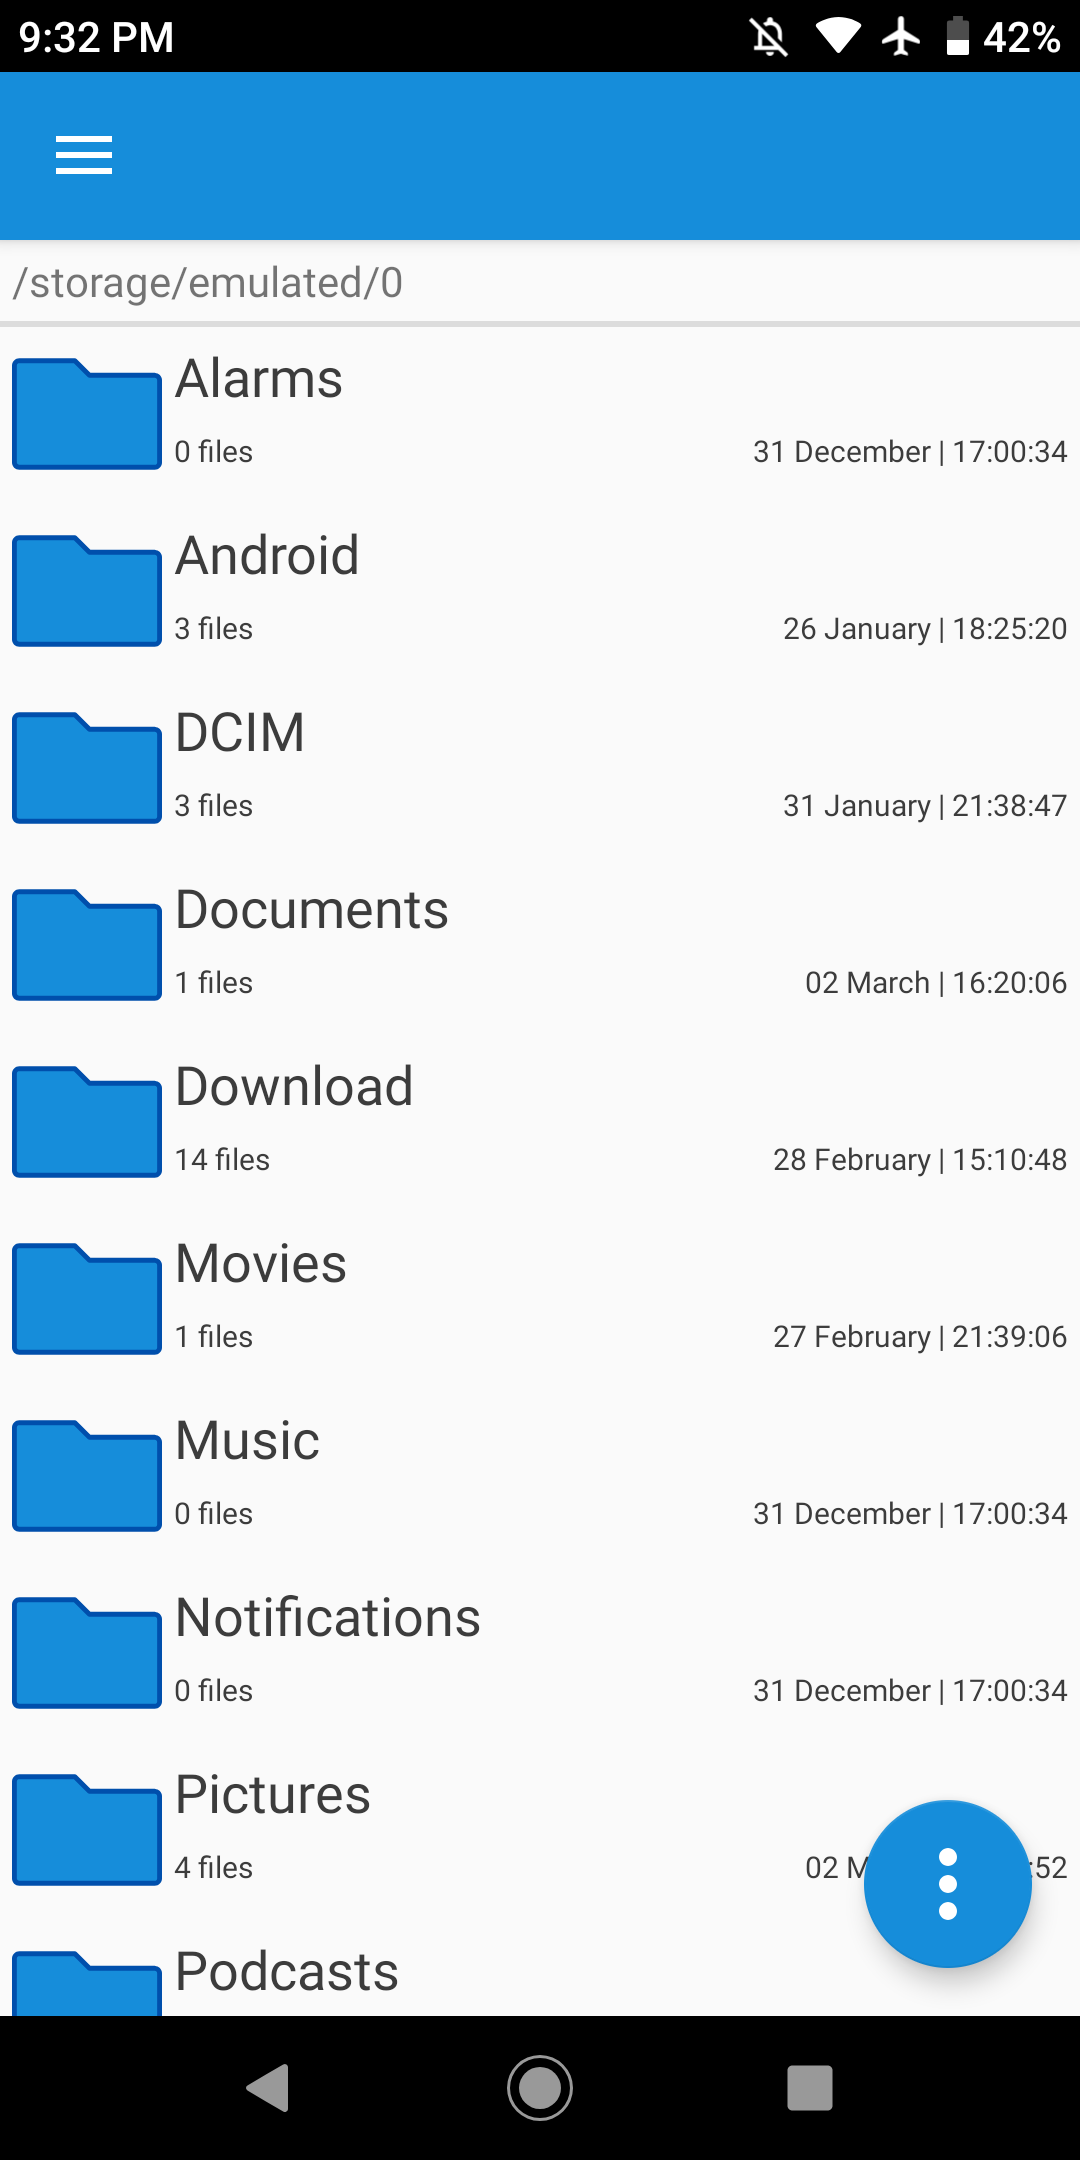 9:32 PM 42%
/storage/emulated/0
Alarms
0 files 31 December | 17:00:34
Android
3 files 26 January | 18:25:20
DCIM
3 files 31 January | 21:38:47
Documents
1 files 02 March | 16:20:06
Download
14 files 28 February | 15:10:48
Movies
1 files 27 February | 21:39:06
Music
0 files 31 December | 17:00:34
Notifications
0 files 31 December | 17:00:34
Pictures
4 files 02 :52
Podcasts